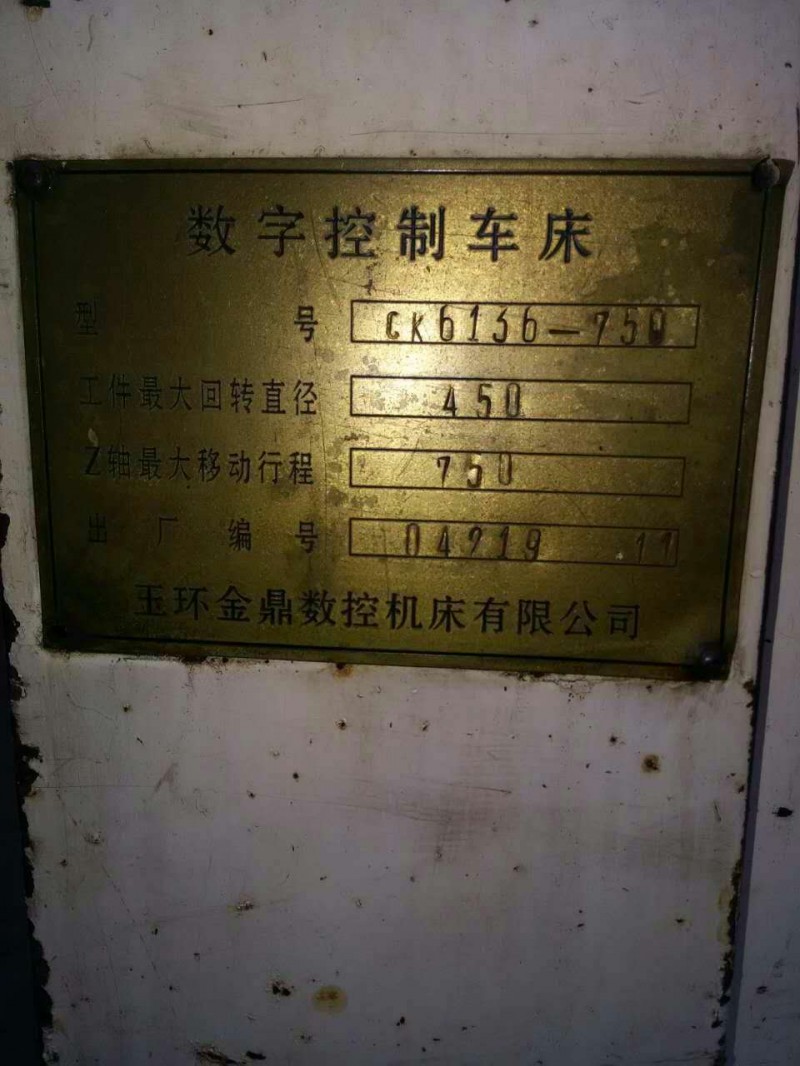 数字控制车床
型号 CK6136-750
工件最大回转直径 450
Z轴最大移动行程 750
出厂编号 04219 11
玉环金鼎数控机床有限公司